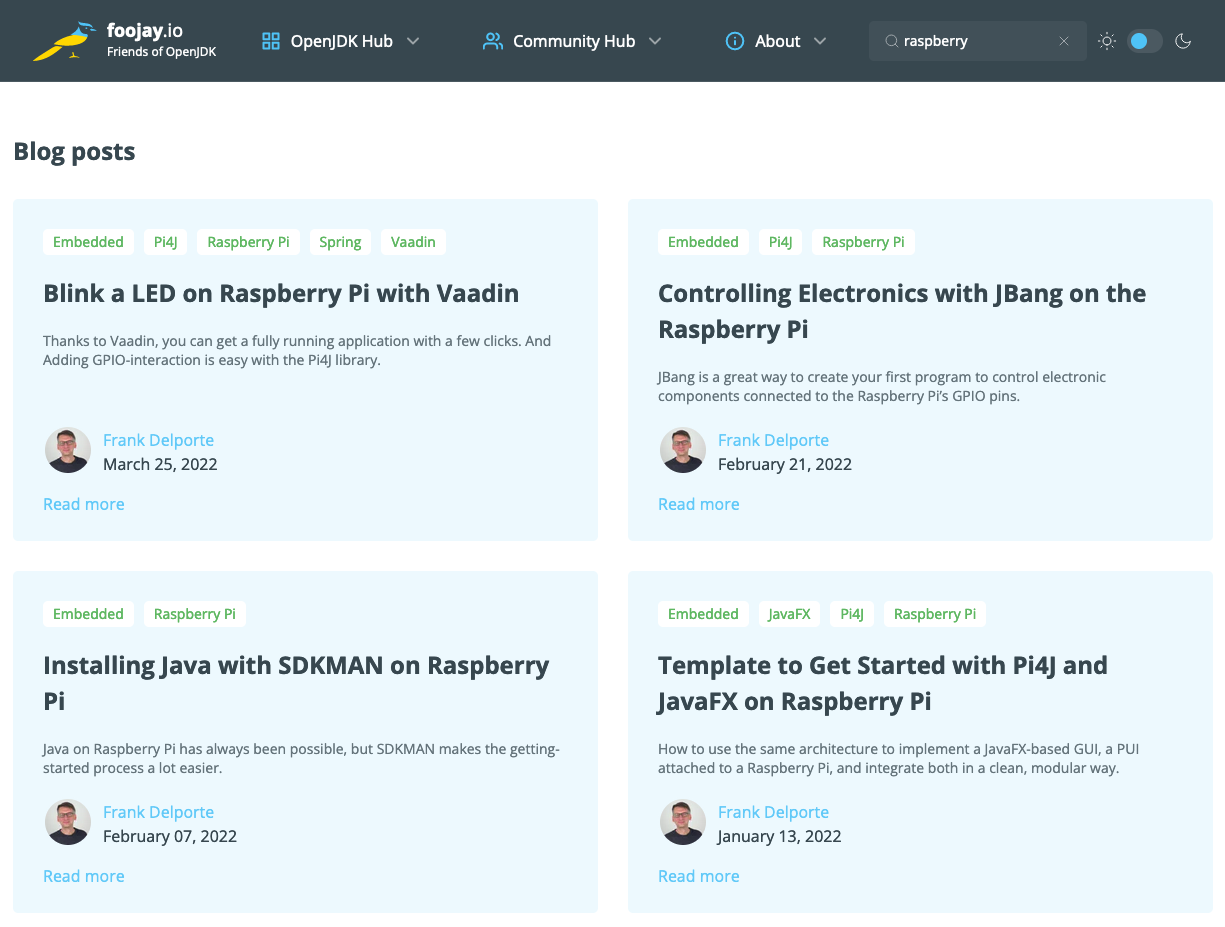 foojay.io
Friends of OpenJDK
OpenJDK Hub
Community Hub
About
raspberry
Blog posts
Embedded Pi4J Raspberry Pi Spring Vaadin
Blink a LED on Raspberry Pi with Vaadin
Thanks to Vaadin, you can get a fully running application with a few clicks. And
Adding GPIO-interaction is easy with the Pi4J library.
Frank Delporte
March 25, 2022
Read more
Embedded Pi4J Raspberry Pi
Controlling Electronics with JBang on the
Raspberry Pi
JBang is a great way to create your first program to control electronic
components connected to the Raspberry Pi’s GPIO pins.
Frank Delporte
February 21, 2022
Read more
Embedded Raspberry Pi
Installing Java with SDKMAN on Raspberry
Pi
Java on Raspberry Pi has always been possible, but SDKMAN makes the getting-
started process a lot easier.
Frank Delporte
February 07, 2022
Read more
Embedded JavaFX Pi4J Raspberry Pi
Template to Get Started with Pi4J and
JavaFX on Raspberry Pi
How to use the same architecture to implement a JavaFX-based GUI, a PUI
attached to a Raspberry Pi, and integrate both in a clean, modular way.
Frank Delporte
January 13, 2022
Read more